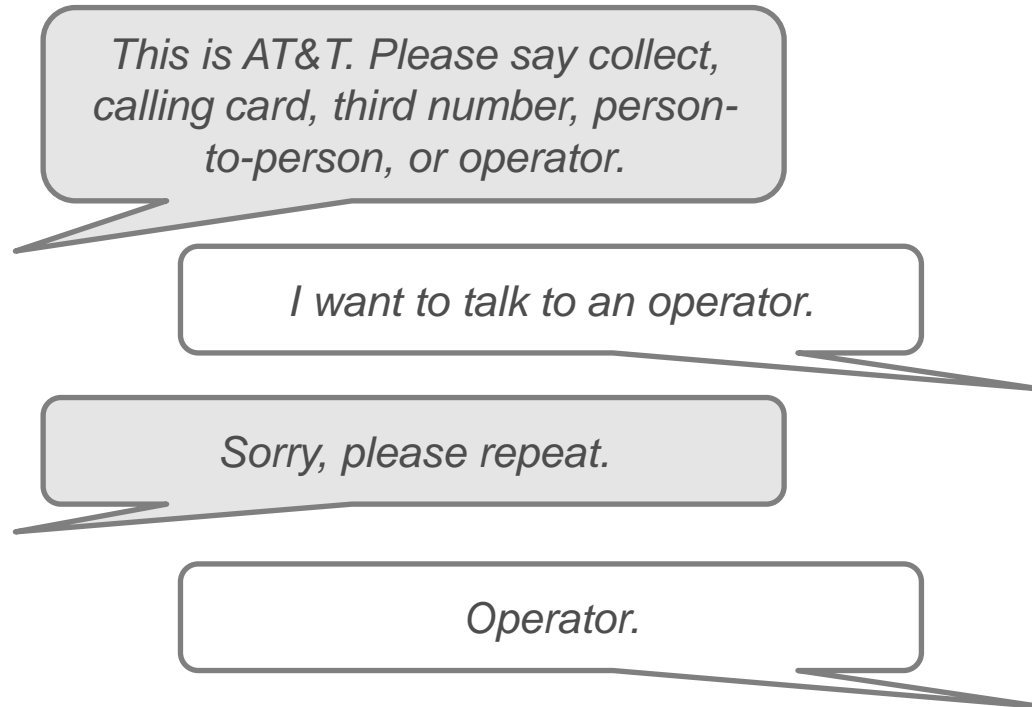 This is AT&T. Please say collect,
calling card, third number, person-
to-person, or operator.
I want to talk to an operator.
Sorry, please repeat.
Operator.